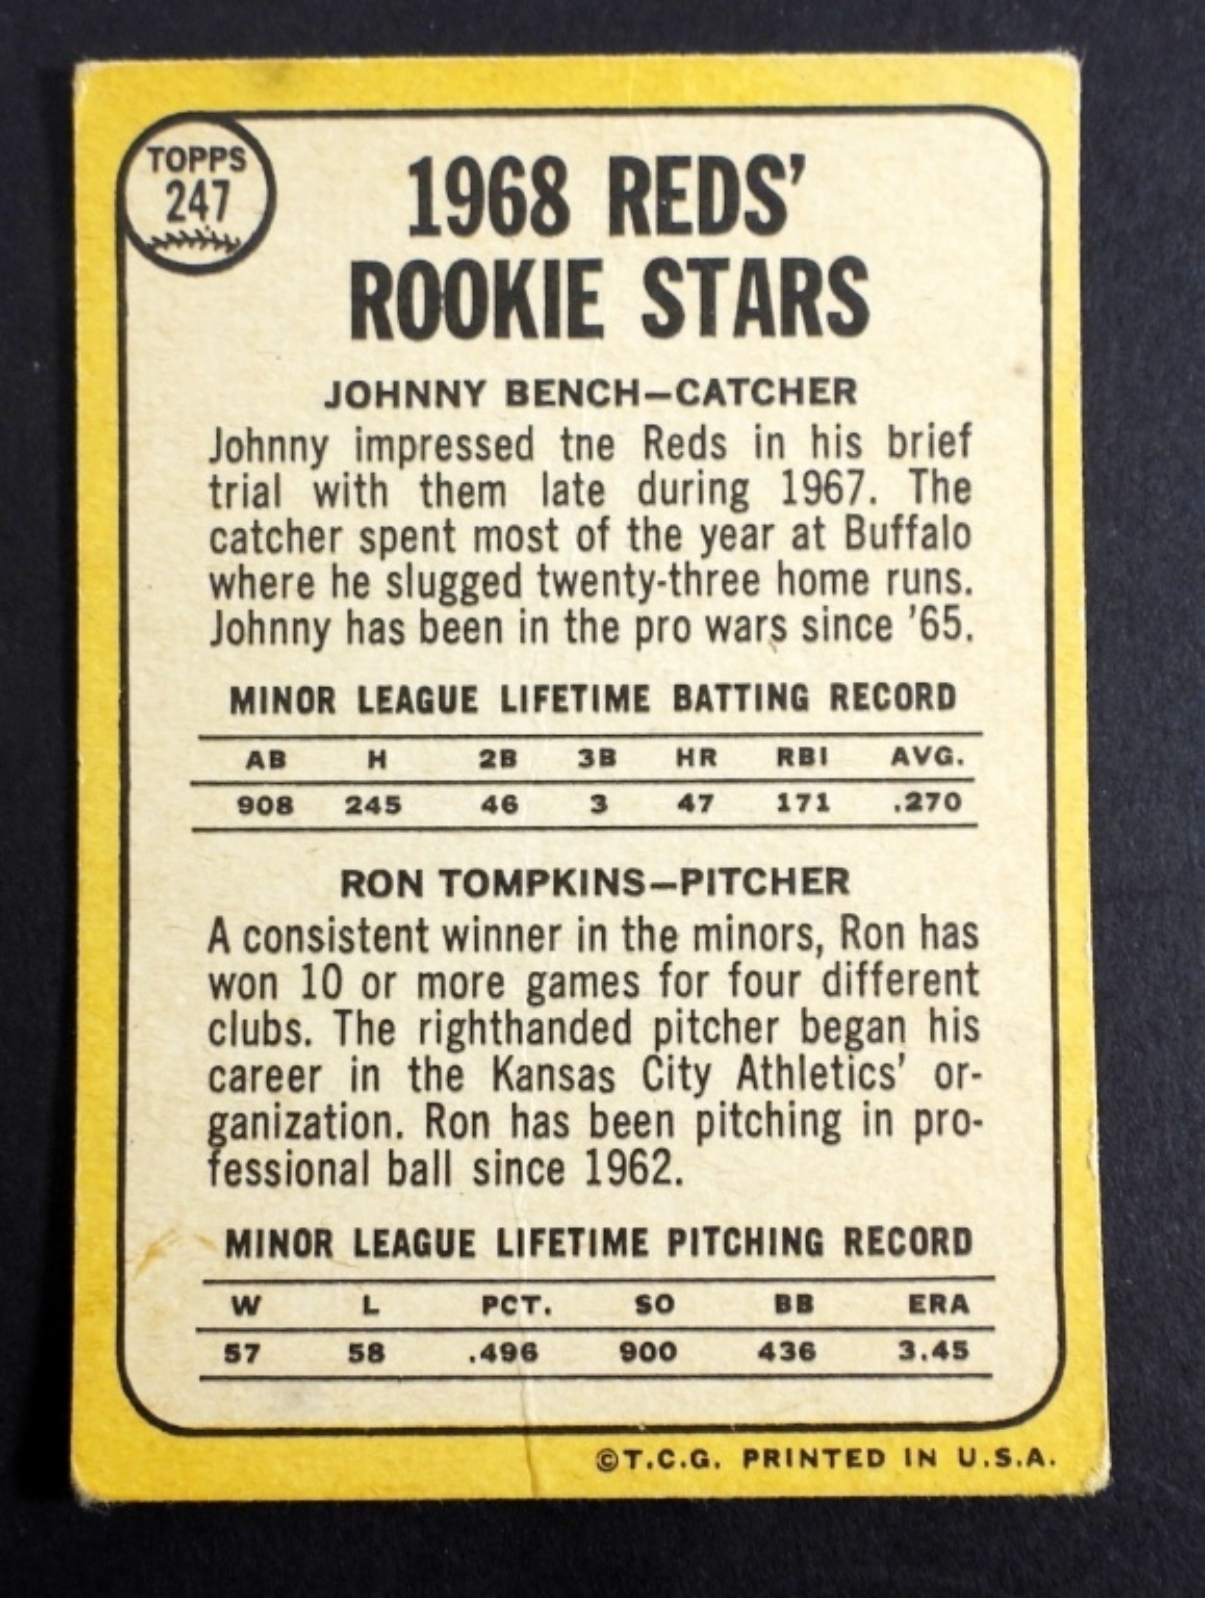 TOPPS
247
1968 REDS'
ROOKIE STARS
JOHNNY BENCH—CATCHER
Johnny impressed tne Reds in his brief
trial with them late during 1967. The
catcher spent most of the year at Buffalo
where he slugged twenty-three home runs.
Johnny has been in the pro wars since '65.
MINOR LEAGUE LIFETIME BATTING RECORD
AB H 2B 3B HR RBI AVG.
908 245 46 3 47 171 .270
RON TOMPKINS—PITCHER
A consistent winner in the minors, Ron has
won 10 or more games for four different
clubs. The righthanded pitcher began his
career in the Kansas City Athletics' or-
ganization. Ron has been pitching in pro-
fessional ball since 1962.
MINOR LEAGUE LIFETIME PITCHING RECORD
W L PCT. SO BB ERA
57 58 .496 900 436 3.45
©T.C.G. PRINTED IN U.S.A.